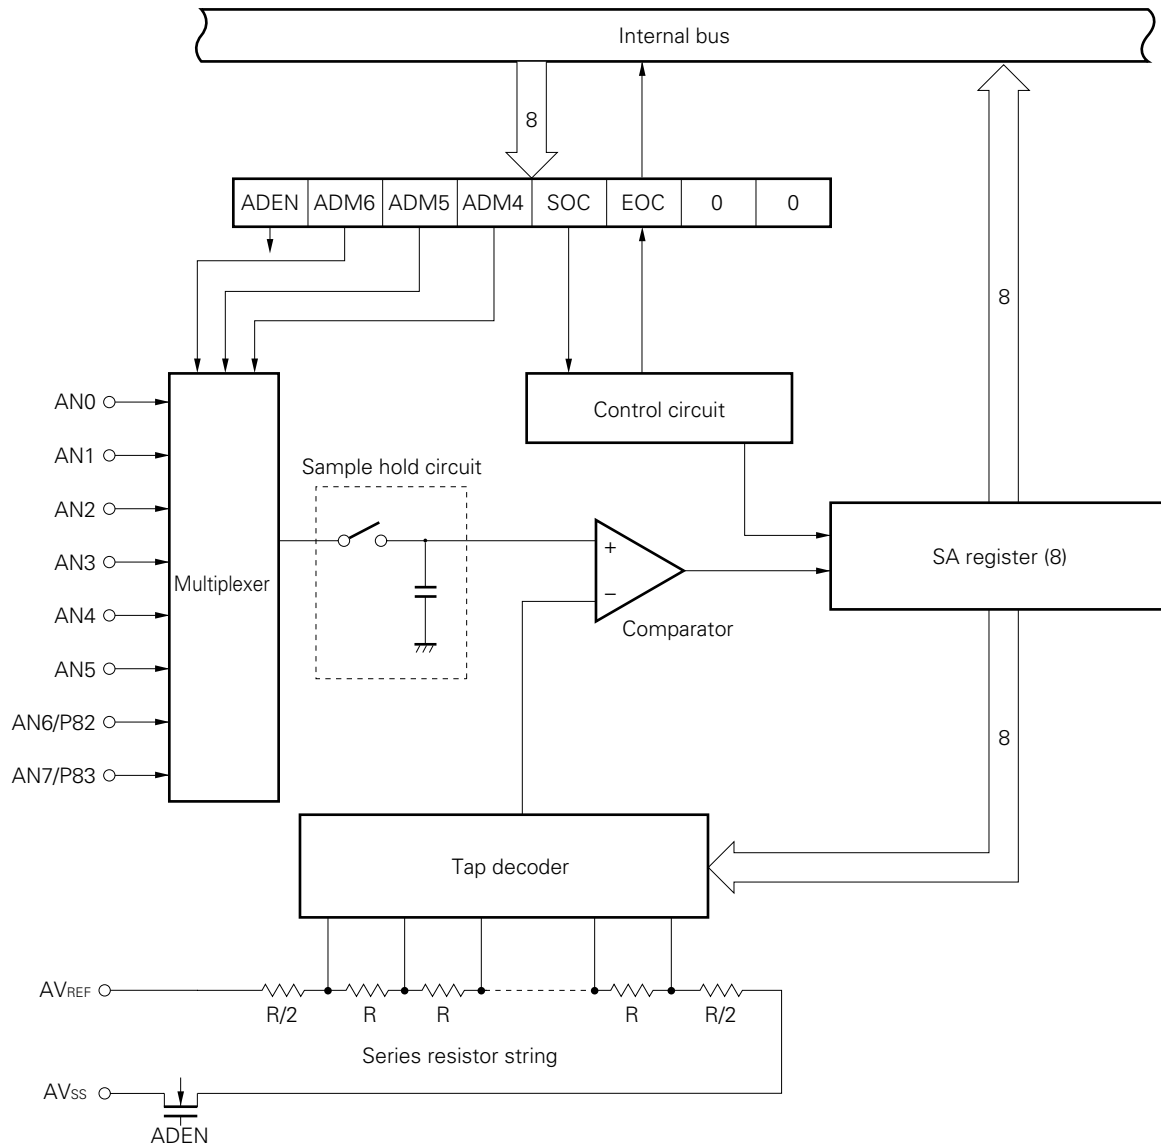 Internal bus
8
ADEN ADM6 ADM5 ADM4 SOC EOC 0 0
8
AN0
Control circuit
AN1
Sample hold circuit
AN2
AN3
+
SA register (8)
Multiplexer
AN4
−
Comparator
AN5
AN6/P82
8
AN7/P83
Tap decoder
AVREF
R/2 R R R R/2
Series resistor string
AVSS
ADEN